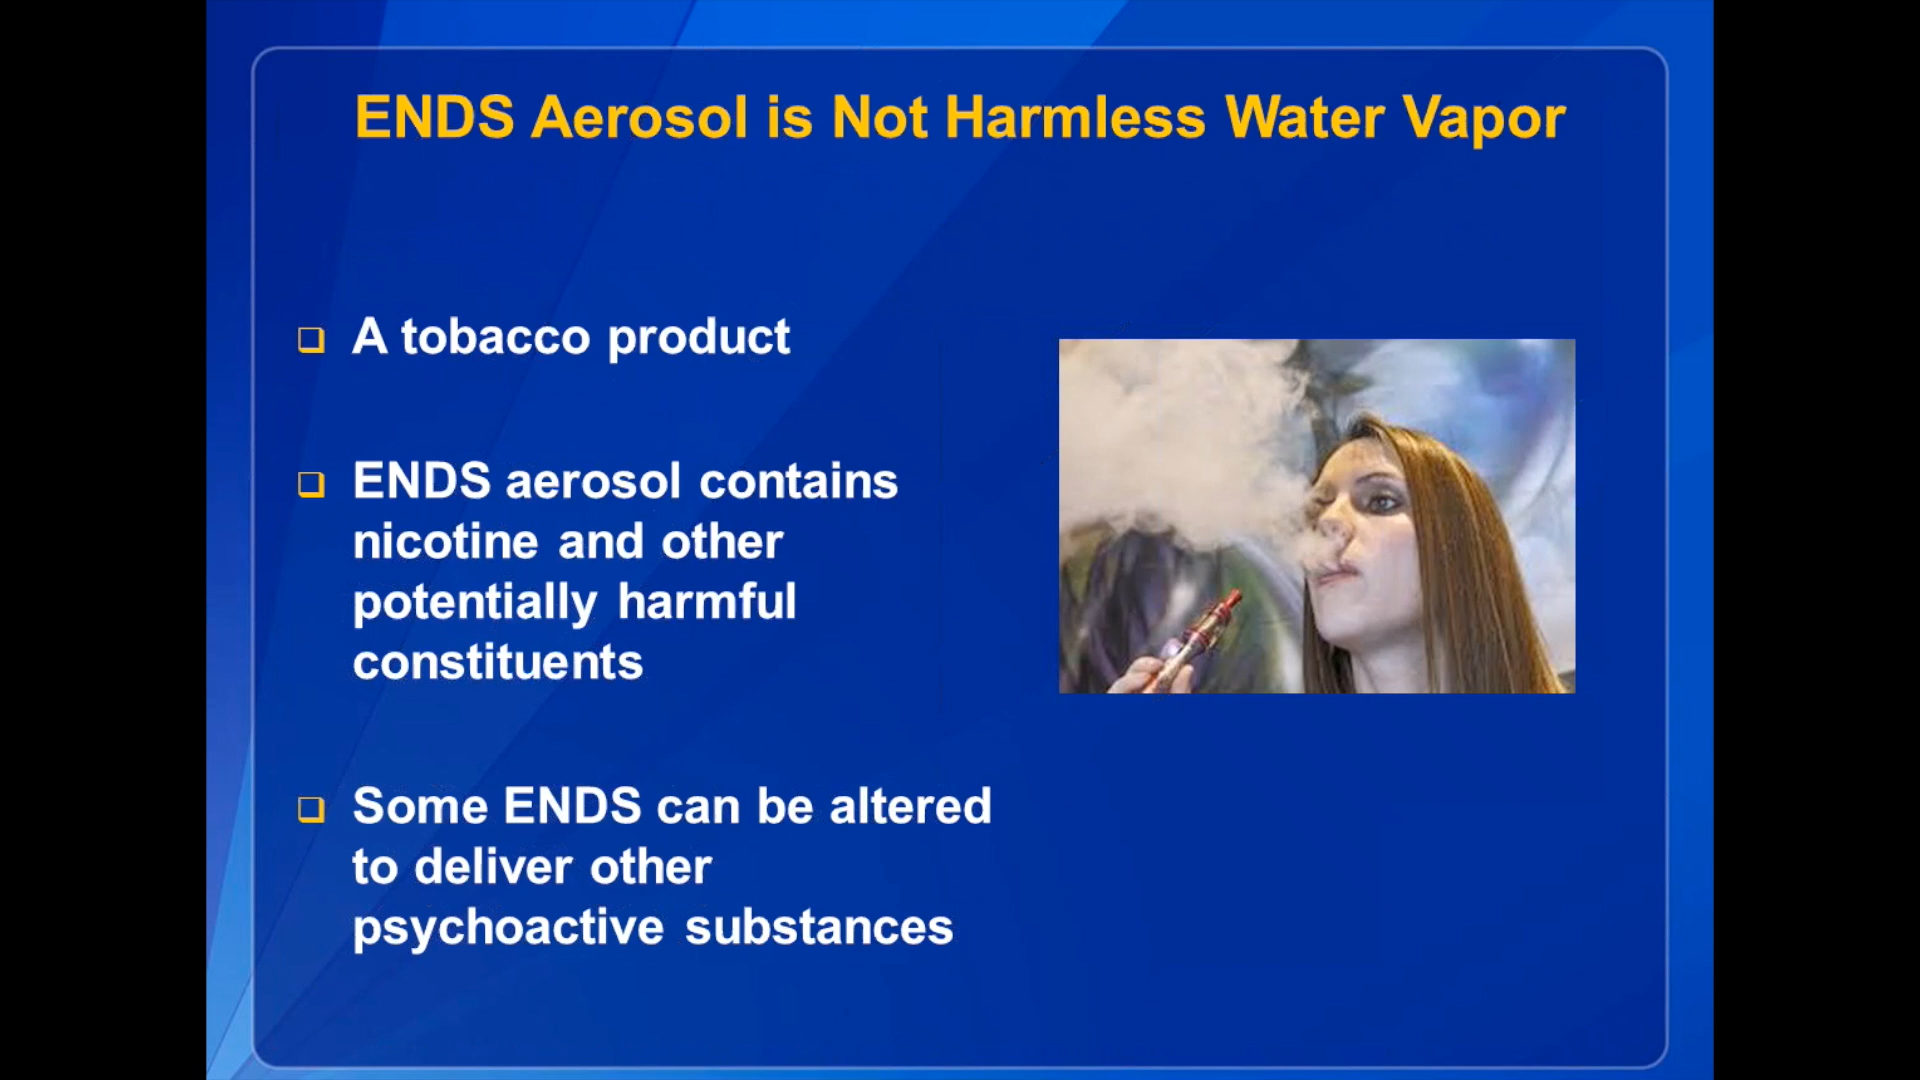 ENDS Aerosol is Not Harmless Water Vapor
A tobacco product
ENDS aerosol contains
nicotine and other
potentially harmful
constituents
Some ENDS can be altered
to deliver other
psychoactive substances